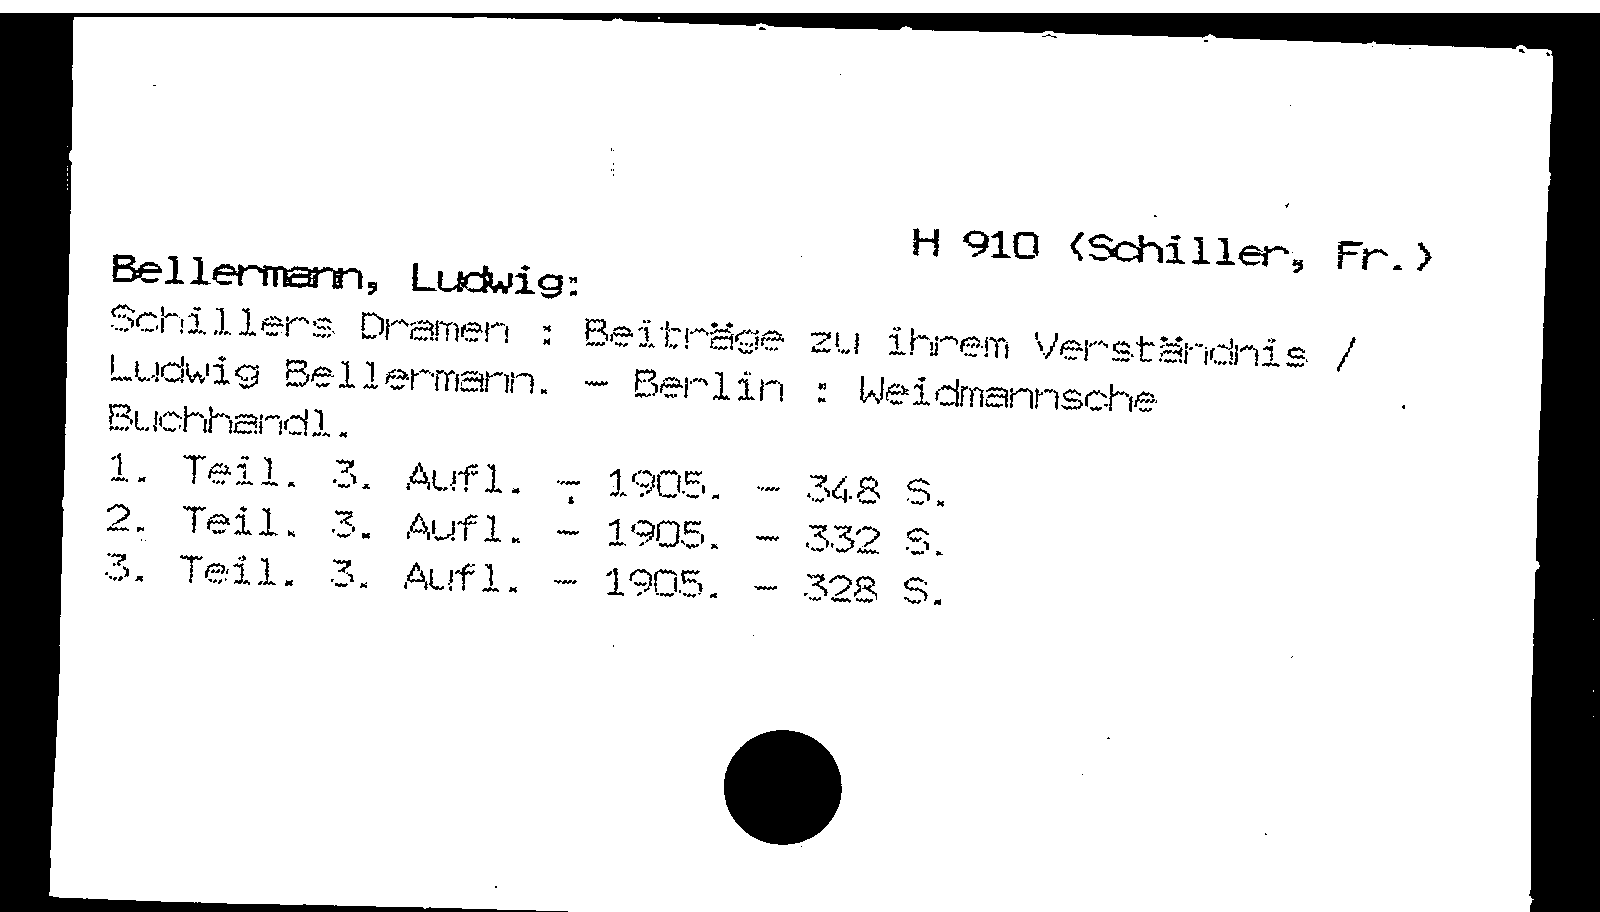 H 910 (Schiller, Fr.)
Bellermann, Ludwig:
Schillers Dramen : Beiträge zu ihrem Verständnis /
Ludwig Bellermann. - Berlin : Weidmannsche
Buchhandl.
1. Teil. 3. Aufl. - 1905. - 348 S.
2. Teil. 3. Aufl. - 1905. - 332 S.
3. Teil. 3. Aufl. - 1905. - 328 S.